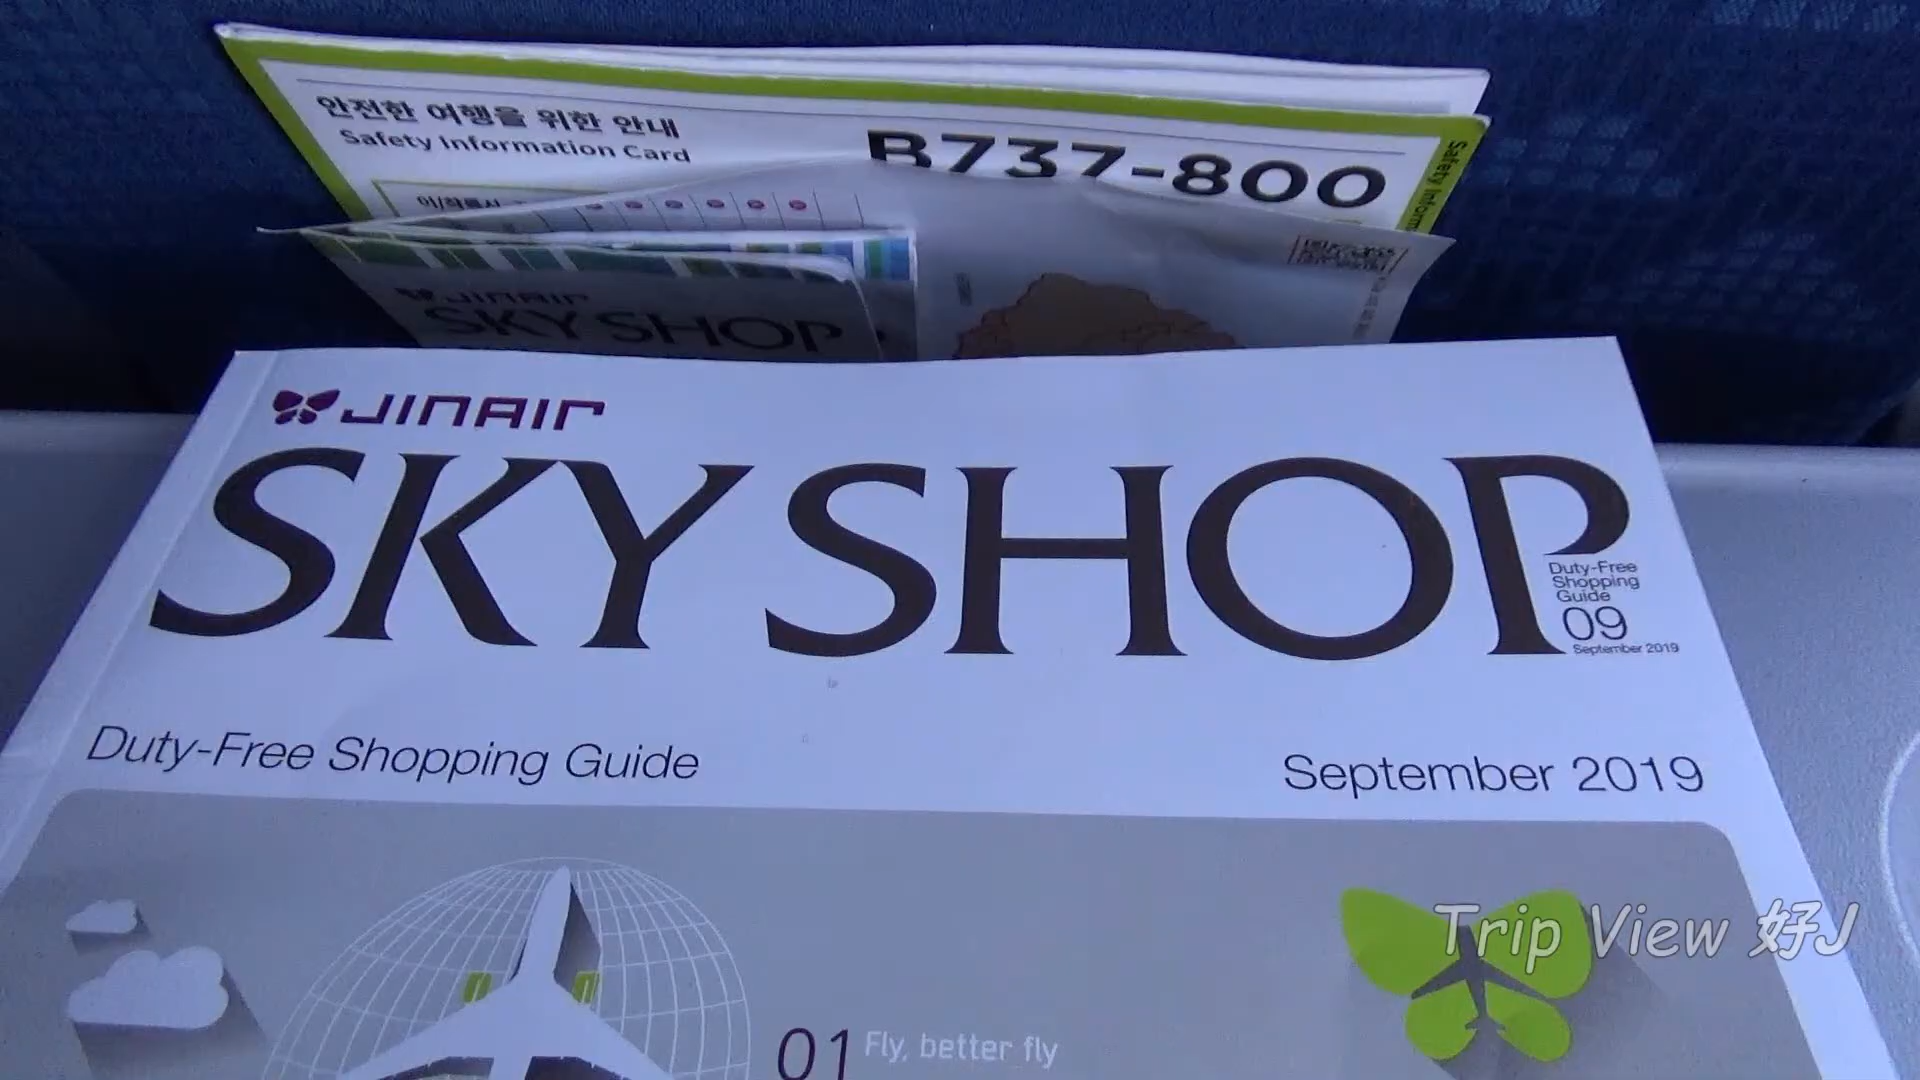 안전한 여행을 위한 안내
Safety Information Card
B737-800
JINAIR
SKY SHOP
JINAIR
SKY SHOP
Duty-Free
Shopping
Guide
09
September 2019
Duty-Free Shopping Guide
September 2019
01 Fly, better fly
Trip View 好J